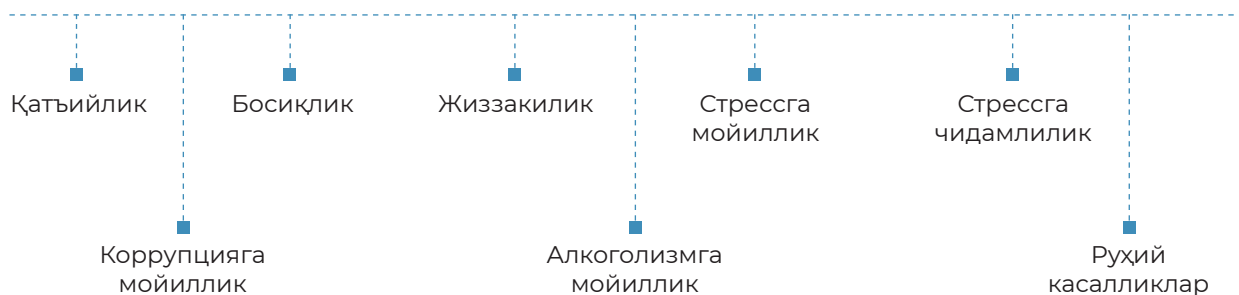 Қатъийлик
Босиқлик
Жиззакилик
Стрессга
мойиллик
Стрессга
чидамлилик
Коррупцияга
мойиллик
Алкоголизмга
мойиллик
Руҳий
касалликлар